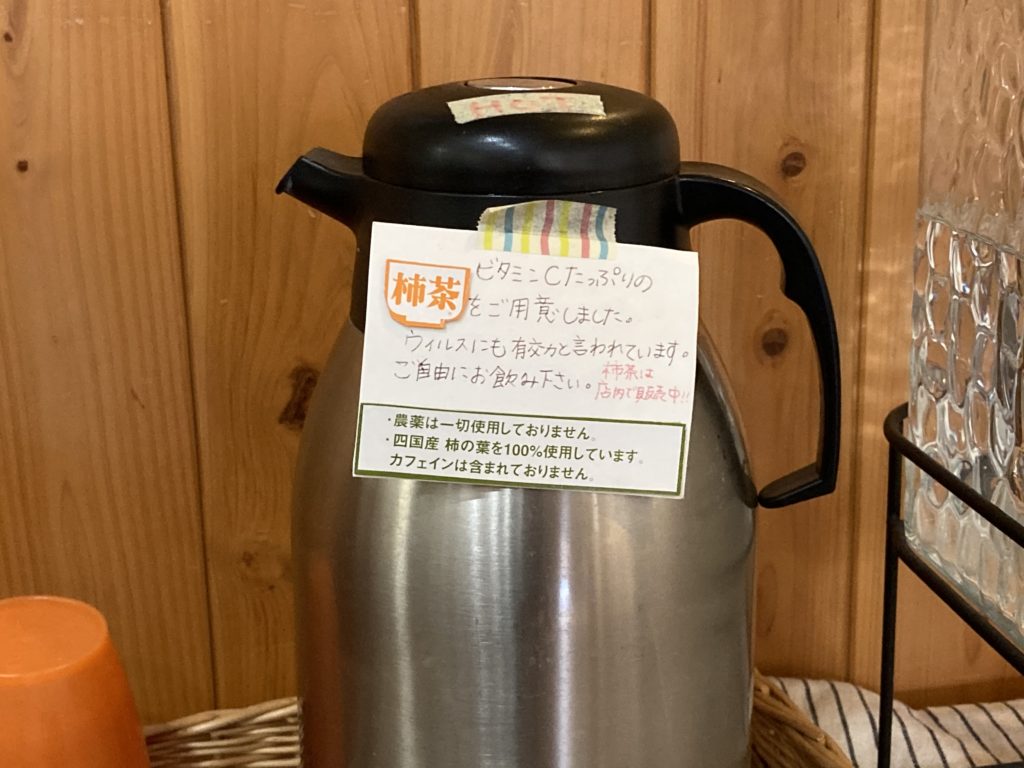 HOT
ビタミンCたっぷりの
柿茶
をご用意しました。
ウィルスにも有効と言われています。
ご自由にお飲み下さい。
柿茶は
店内で販売中!!
・農薬は一切使用しておりません。
・四国産 柿の葉を100%使用しています。
カフェインは含まれておりません。